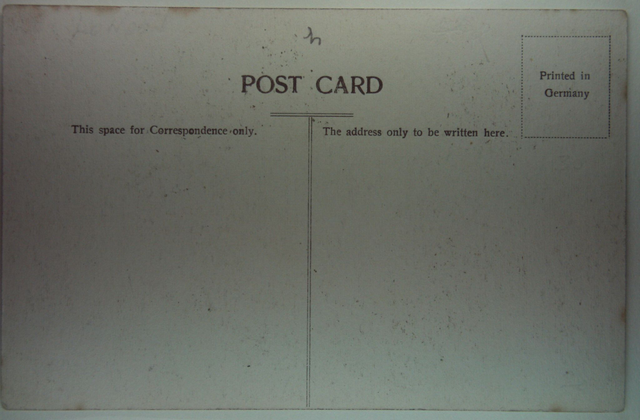 POST CARD
Printed in
Germany
This space for Correspondence only.
The address only to be written here.